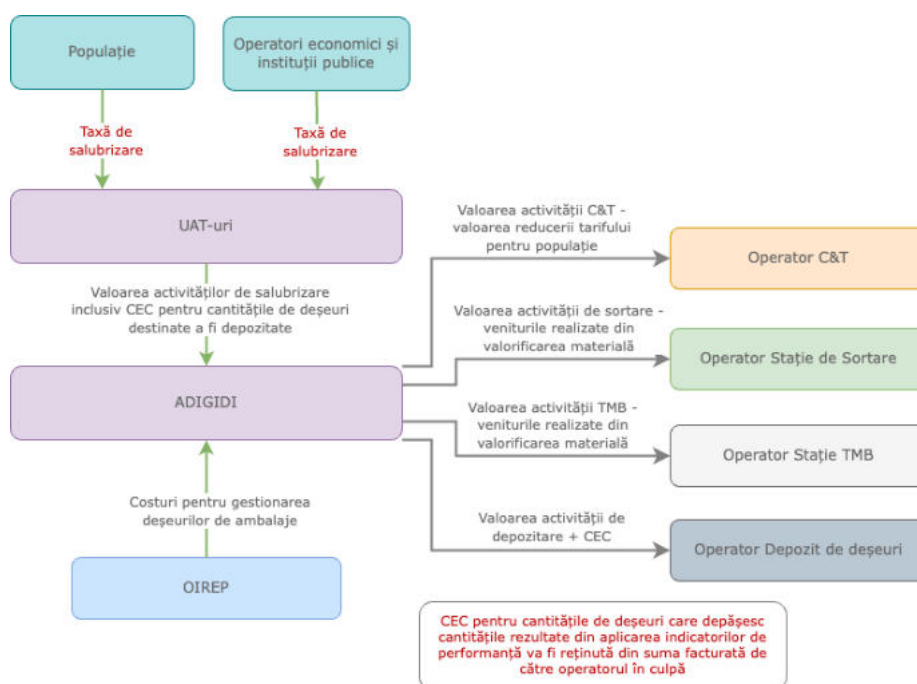 Populație
Operatori economici și
instituții publice
Taxă de
salubrizare
Taxă de
salubrizare
UAT-uri
Valoarea activităților de salubrizare
inclusiv CEC pentru cantitățile de deșeuri
destinate a fi depozitate
ADIGIDI
Costuri pentru gestionarea
deșeurilor de ambalaje
OIREP
Valoarea activității C&T -
valoarea reducerii tarifului
pentru populație
Operator C&T
Valoarea activității de sortare -
veniturile realizate din
valorificarea materială
Operator Stație de Sortare
Valoarea activității TMB -
veniturile realizate din
valorificarea materială
Operator Stație TMB
Valoarea activității de
depozitare + CEC
Operator Depozit de deșeuri
CEC pentru cantitățile de deșeuri care depășesc
cantitățile rezultate din aplicarea indicatorilor de
performanță va fi reținută din suma facturată de
către operatorul în culpă